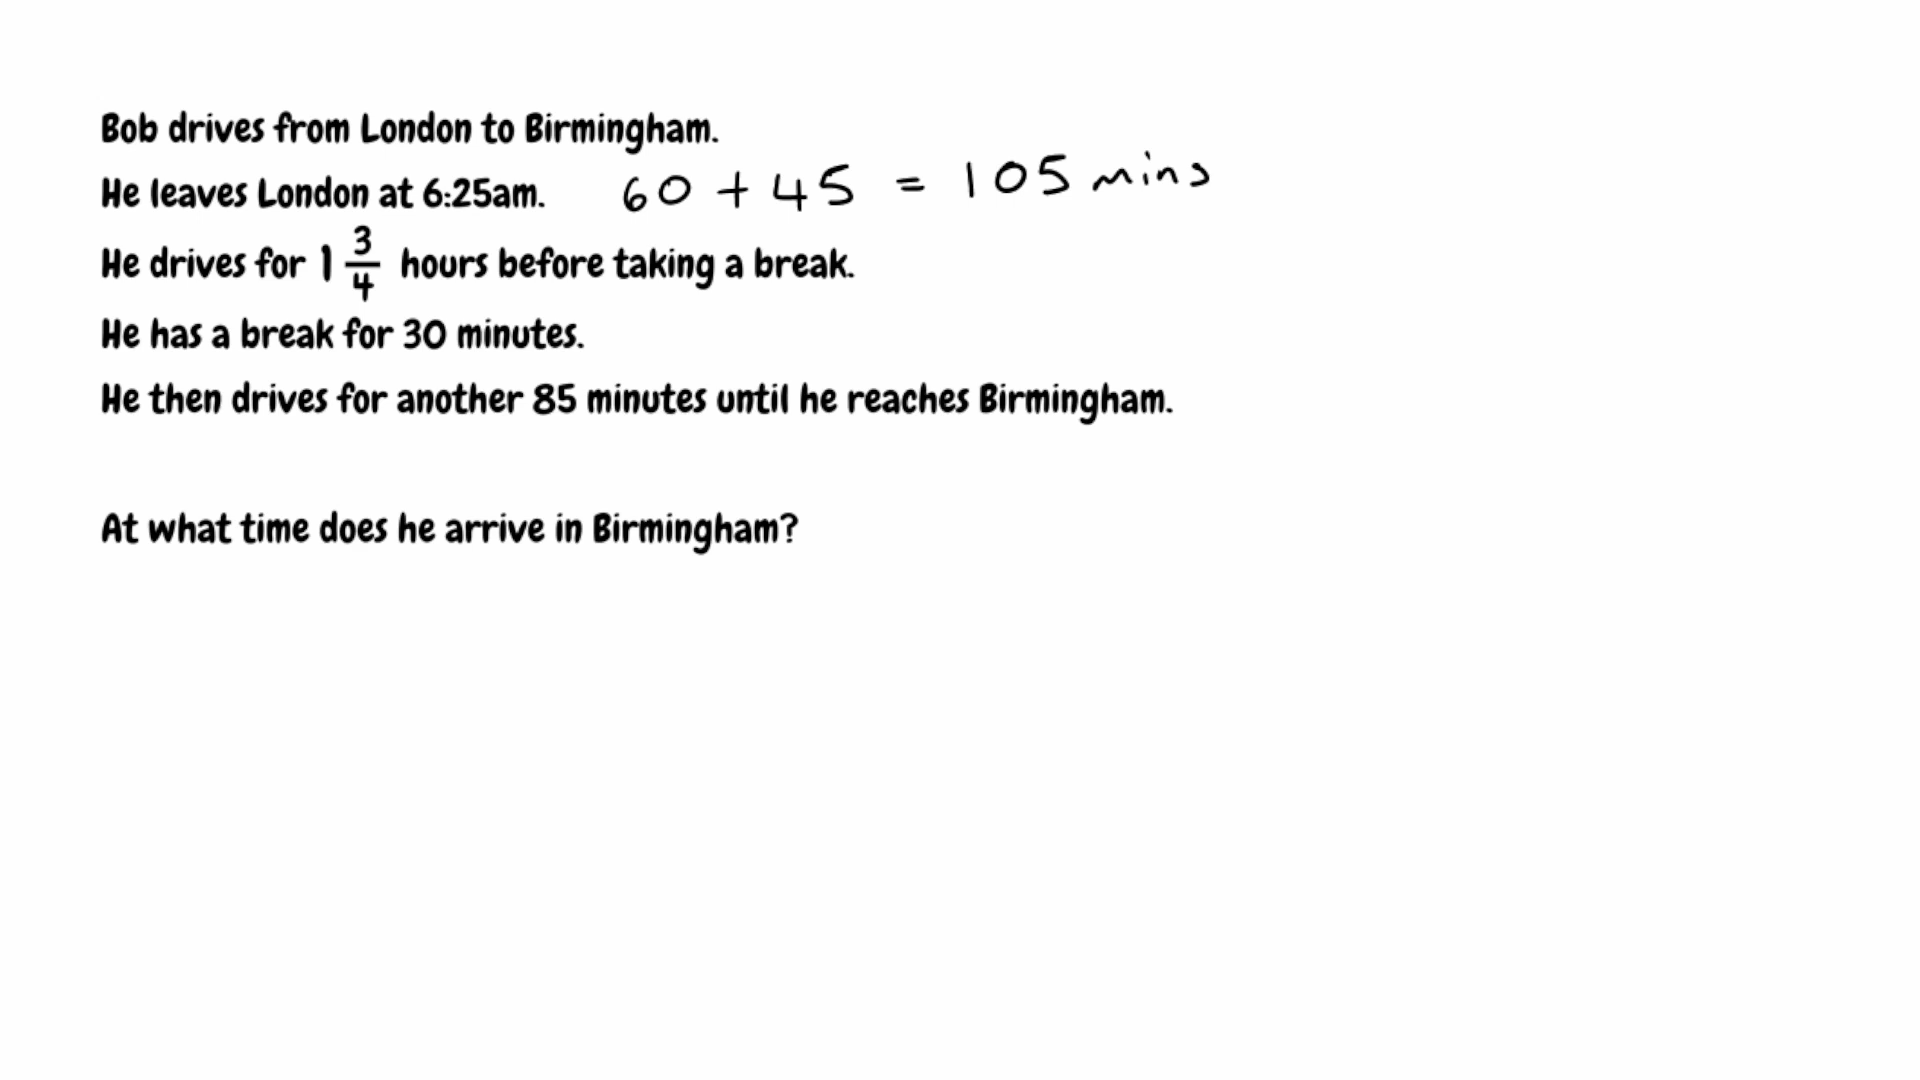 Bob drives from London to Birmingham.
He leaves London at 6:25am. 60 + 45 = 105 mins
He drives for 1 3/4 hours before taking a break.
He has a break for 30 minutes.
He then drives for another 85 minutes until he reaches Birmingham.
At what time does he arrive in Birmingham?